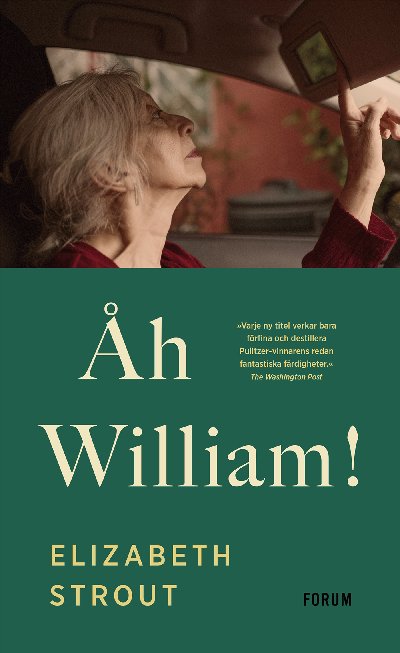 Åh
»Varje ny titel verkar bara
förfina och destillera
Pulitzer-vinnarens redan
fantastiska färdigheter.«
The Washington Post
William!
ELIZABETH
STROUT
FORUM